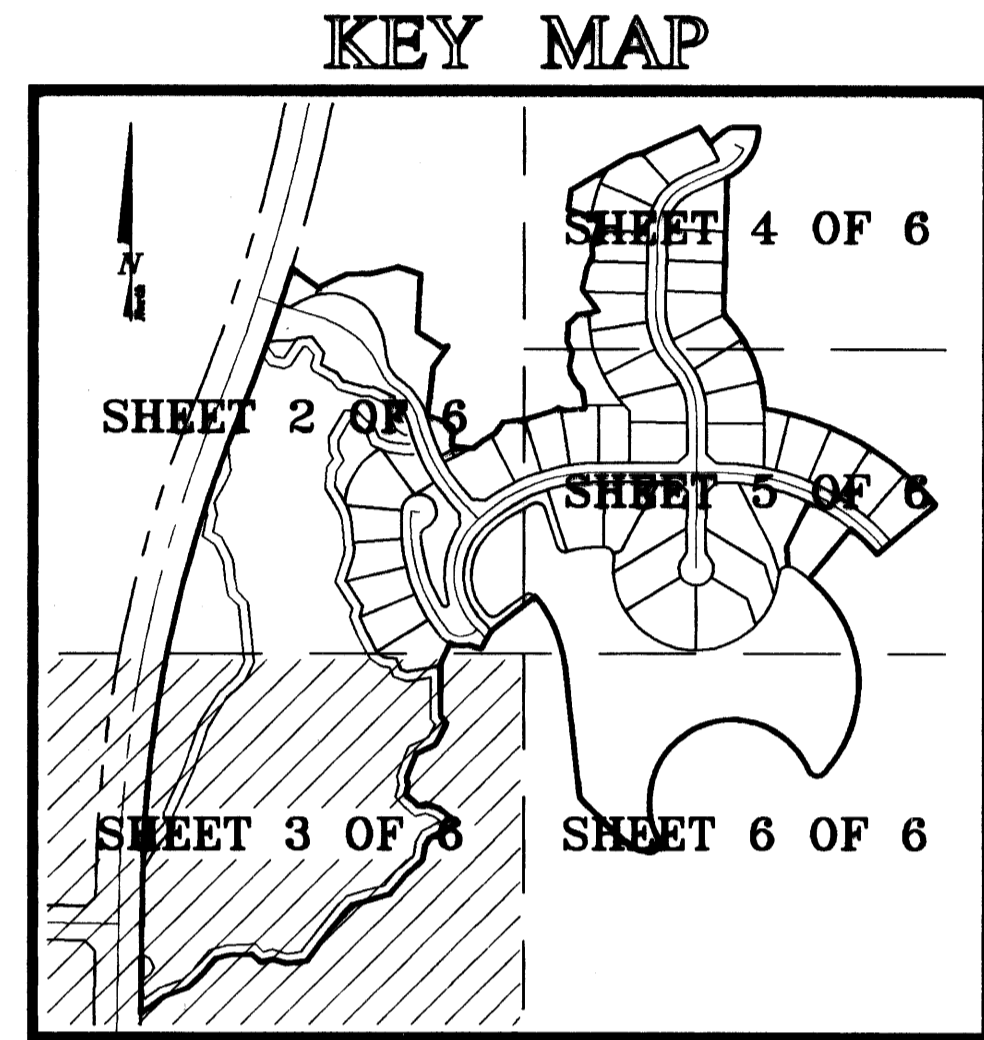 KEY MAP
SHEET 4 OF 6
N
SHEET 2 OF 6
SHEET 5 OF 6
SHEET 3 OF 6
SHEET 6 OF 6